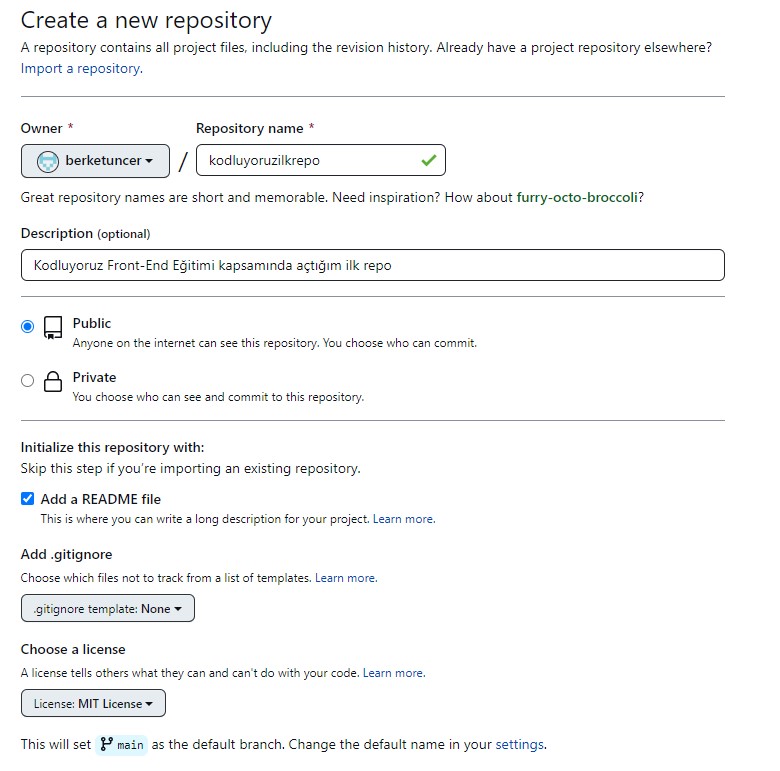 Create a new repository
A repository contains all project files, including the revision history. Already have a project repository elsewhere?
Import a repository.
Owner * Repository name *
berketuncer / kodluyoruzilkrepo
Great repository names are short and memorable. Need inspiration? How about furry-octo-broccoli?
Description (optional)
Kodluyoruz Front-End Eğitimi kapsamında açtığım ilk repo
Public
Anyone on the internet can see this repository. You choose who can commit.
Private
You choose who can see and commit to this repository.
Initialize this repository with:
Skip this step if you're importing an existing repository.
Add a README file
This is where you can write a long description for your project. Learn more.
Add .gitignore
Choose which files not to track from a list of templates. Learn more.
.gitignore template: None
Choose a license
A license tells others what they can and can't do with your code. Learn more.
License: MIT License
This will set main as the default branch. Change the default name in your settings.